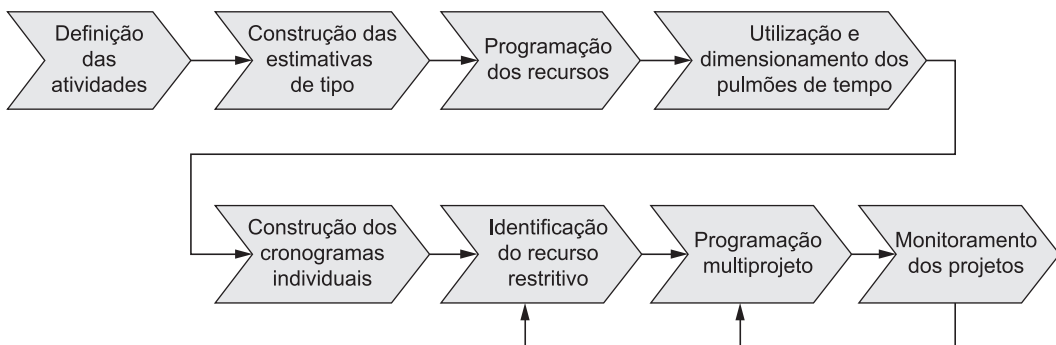 Definição
das
atividades
Construção das
estimativas
de tipo
Programação
dos recursos
Utilização e
dimensionamento dos
pulmões de tempo
Construção dos
cronogramas
individuais
Identificação
do recurso
restritivo
Programação
multiprojeto
Monitoramento
dos projetos